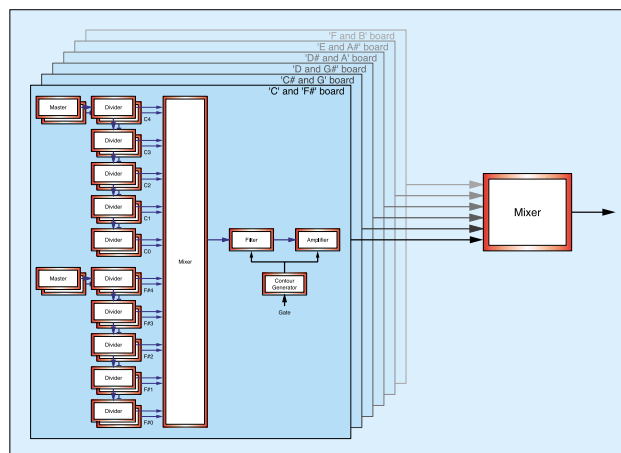 'F and B' board
'E and A#' board
'D# and A' board
'D and G#' board
'C# and G' board
'C' and 'F#' board
Master
Divider
C4
Divider
C3
Divider
C2
Divider
C1
Divider
C0
Master
Divider
F#4
Divider
F#3
Divider
F#2
Divider
F#1
Divider
F#0
Mixer
Filter
Amplifier
Contour
Generator
Gate
Mixer